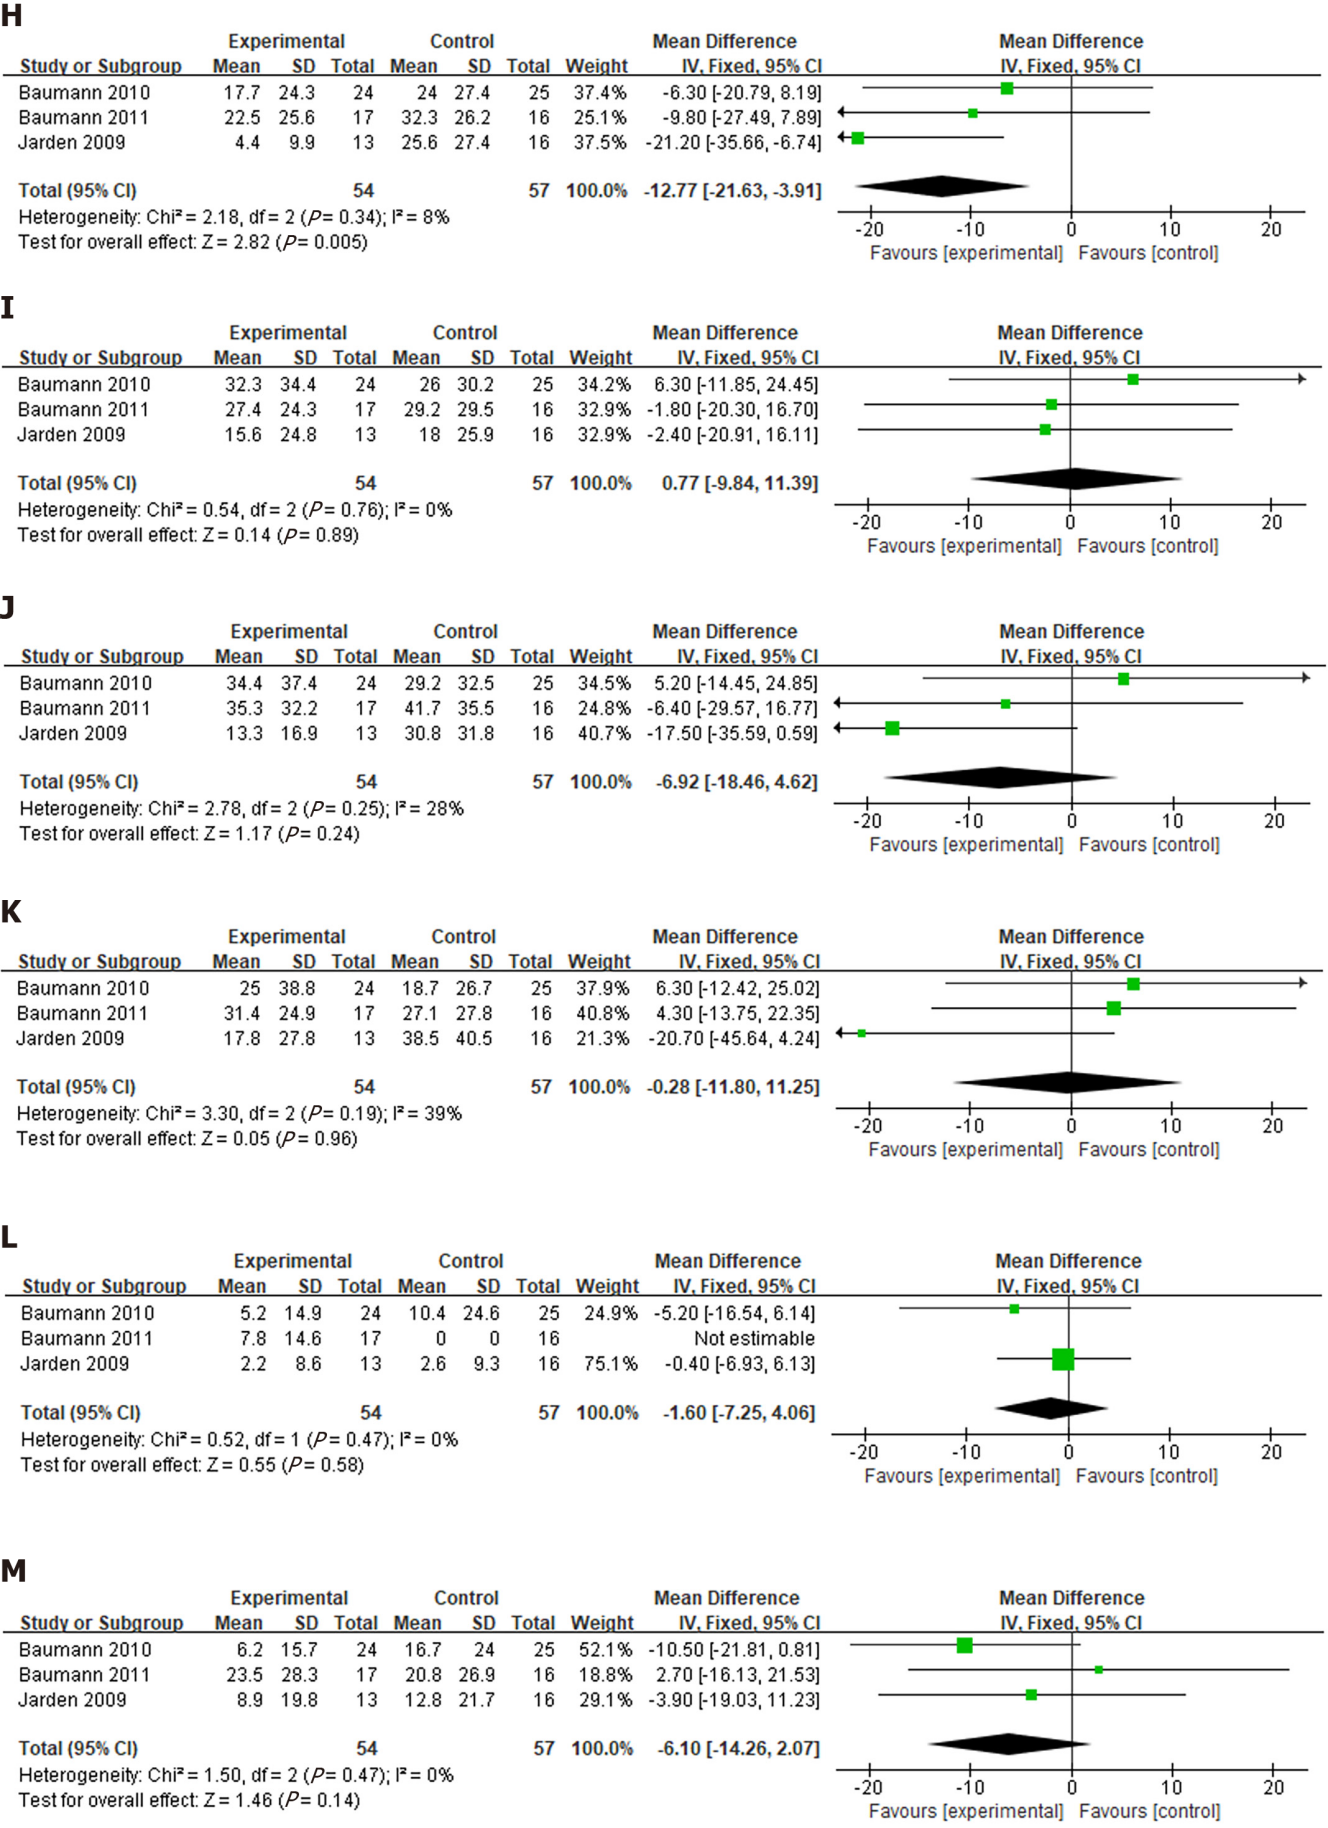 H
Experimental Control Mean Difference Mean Difference
Study or Subgroup Mean SD Total Mean SD Total Weight IV, Fixed, 95% CI IV, Fixed, 95% CI
Baumann 2010 17.7 24.3 24 24 27.4 25 37.4% -6.30 [-20.79, 8.19]
Baumann 2011 22.5 25.6 17 32.3 26.2 16 25.1% -9.80 [-27.49, 7.89]
Jarden 2009 4.4 9.9 13 25.6 27.4 16 37.5% -21.20 [-35.66, -6.74]
Total (95% CI) 54 57 100.0% -12.77 [-21.63, -3.91]
Heterogeneity: Chi² = 2.18, df = 2 (P = 0.34); I² = 8%
Test for overall effect: Z = 2.82 (P = 0.005)
-20 -10 0 10 20
Favours [experimental] Favours [control]
I
Experimental Control Mean Difference Mean Difference
Study or Subgroup Mean SD Total Mean SD Total Weight IV, Fixed, 95% CI IV, Fixed, 95% CI
Baumann 2010 32.3 34.4 24 26 30.2 25 34.2% 6.30 [-11.85, 24.45]
Baumann 2011 27.4 24.3 17 29.2 29.5 16 32.9% -1.80 [-20.30, 16.70]
Jarden 2009 15.6 24.8 13 18 25.9 16 32.9% -2.40 [-20.91, 16.11]
Total (95% CI) 54 57 100.0% 0.77 [-9.84, 11.39]
Heterogeneity: Chi² = 0.54, df = 2 (P = 0.76); I² = 0%
Test for overall effect: Z = 0.14 (P = 0.89)
-20 -10 0 10 20
Favours [experimental] Favours [control]
J
Experimental Control Mean Difference Mean Difference
Study or Subgroup Mean SD Total Mean SD Total Weight IV, Fixed, 95% CI IV, Fixed, 95% CI
Baumann 2010 34.4 37.4 24 29.2 32.5 25 34.5% 5.20 [-14.45, 24.85]
Baumann 2011 35.3 32.2 17 41.7 35.5 16 24.8% -6.40 [-29.57, 16.77]
Jarden 2009 13.3 16.9 13 30.8 31.8 16 40.7% -17.50 [-35.59, 0.59]
Total (95% CI) 54 57 100.0% -6.92 [-18.46, 4.62]
Heterogeneity: Chi² = 2.78, df = 2 (P = 0.25); I² = 28%
Test for overall effect: Z = 1.17 (P = 0.24)
-20 -10 0 10 20
Favours [experimental] Favours [control]
K
Experimental Control Mean Difference Mean Difference
Study or Subgroup Mean SD Total Mean SD Total Weight IV, Fixed, 95% CI IV, Fixed, 95% CI
Baumann 2010 25 38.8 24 18.7 26.7 25 37.9% 6.30 [-12.42, 25.02]
Baumann 2011 31.4 24.9 17 27.1 27.8 16 40.8% 4.30 [-13.75, 22.35]
Jarden 2009 17.8 27.8 13 38.5 40.5 16 21.3% -20.70 [-45.64, 4.24]
Total (95% CI) 54 57 100.0% -0.28 [-11.80, 11.25]
Heterogeneity: Chi² = 3.30, df = 2 (P = 0.19); I² = 39%
Test for overall effect: Z = 0.05 (P = 0.96)
-20 -10 0 10 20
Favours [experimental] Favours [control]
L
Experimental Control Mean Difference Mean Difference
Study or Subgroup Mean SD Total Mean SD Total Weight IV, Fixed, 95% CI IV, Fixed, 95% CI
Baumann 2010 5.2 14.9 24 10.4 24.6 25 24.9% -5.20 [-16.54, 6.14]
Baumann 2011 7.8 14.6 17 0 0 16 Not estimable
Jarden 2009 2.2 8.6 13 2.6 9.3 16 75.1% -0.40 [-6.93, 6.13]
Total (95% CI) 54 57 100.0% -1.60 [-7.25, 4.06]
Heterogeneity: Chi² = 0.52, df = 1 (P = 0.47); I² = 0%
Test for overall effect: Z = 0.55 (P = 0.58)
-20 -10 0 10 20
Favours [experimental] Favours [control]
M
Experimental Control Mean Difference Mean Difference
Study or Subgroup Mean SD Total Mean SD Total Weight IV, Fixed, 95% CI IV, Fixed, 95% CI
Baumann 2010 6.2 15.7 24 16.7 24 25 52.1% -10.50 [-21.81, 0.81]
Baumann 2011 23.5 28.3 17 20.8 26.9 16 18.8% 2.70 [-16.13, 21.53]
Jarden 2009 8.9 19.8 13 12.8 21.7 16 29.1% -3.90 [-19.03, 11.23]
Total (95% CI) 54 57 100.0% -6.10 [-14.26, 2.07]
Heterogeneity: Chi² = 1.50, df = 2 (P = 0.47); I² = 0%
Test for overall effect: Z = 1.46 (P = 0.14)
-20 -10 0 10 20
Favours [experimental] Favours [control]